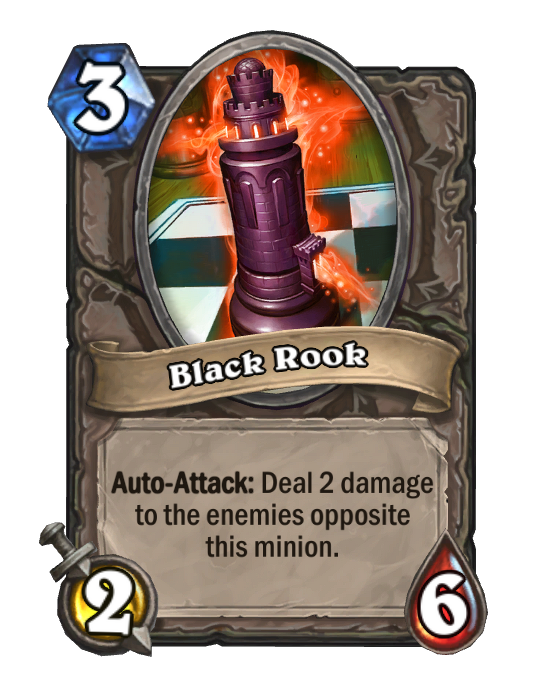 3
Black Rook
Auto-Attack: Deal 2 damage
to the enemies opposite
this minion.
2
6